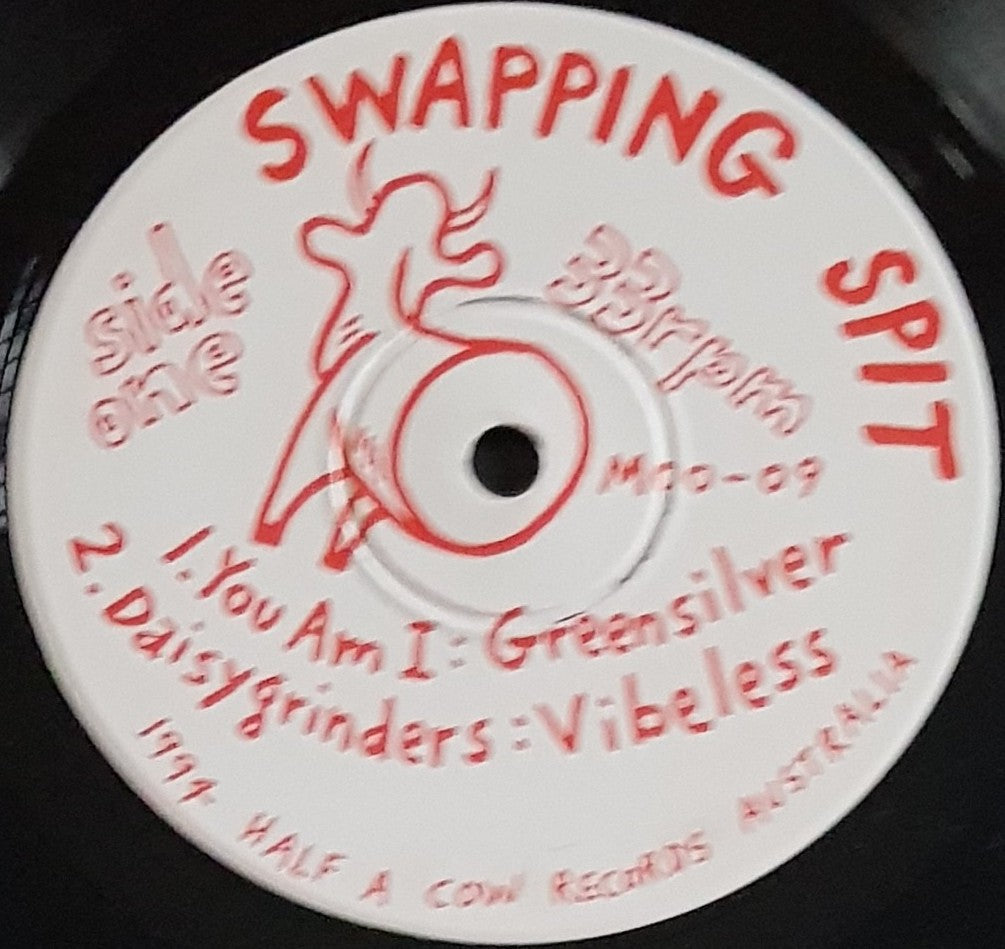 SWAPPING SPIT
side
one
33rpm
MOO-09
1. You Am I: Greensilver
2. Daisygrinders: Vibeless
1994 HALF A COW RECORDS AUSTRALIA